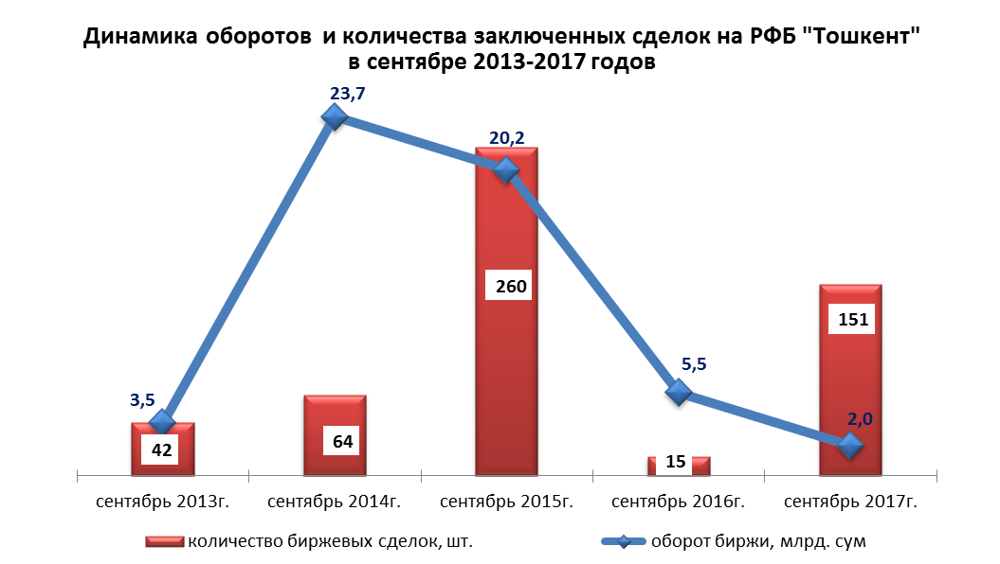 Динамика оборотов и количества заключенных сделок на РФБ "Тошкент"
в сентябре 2013-2017 годов
23,7
20,2
3,5
5,5
2,0
42
64
260
15
151
сентябрь 2013г.
сентябрь 2014г.
сентябрь 2015г.
сентябрь 2016г.
сентябрь 2017г.
количество биржевых сделок, шт.
оборот биржи, млрд. сум